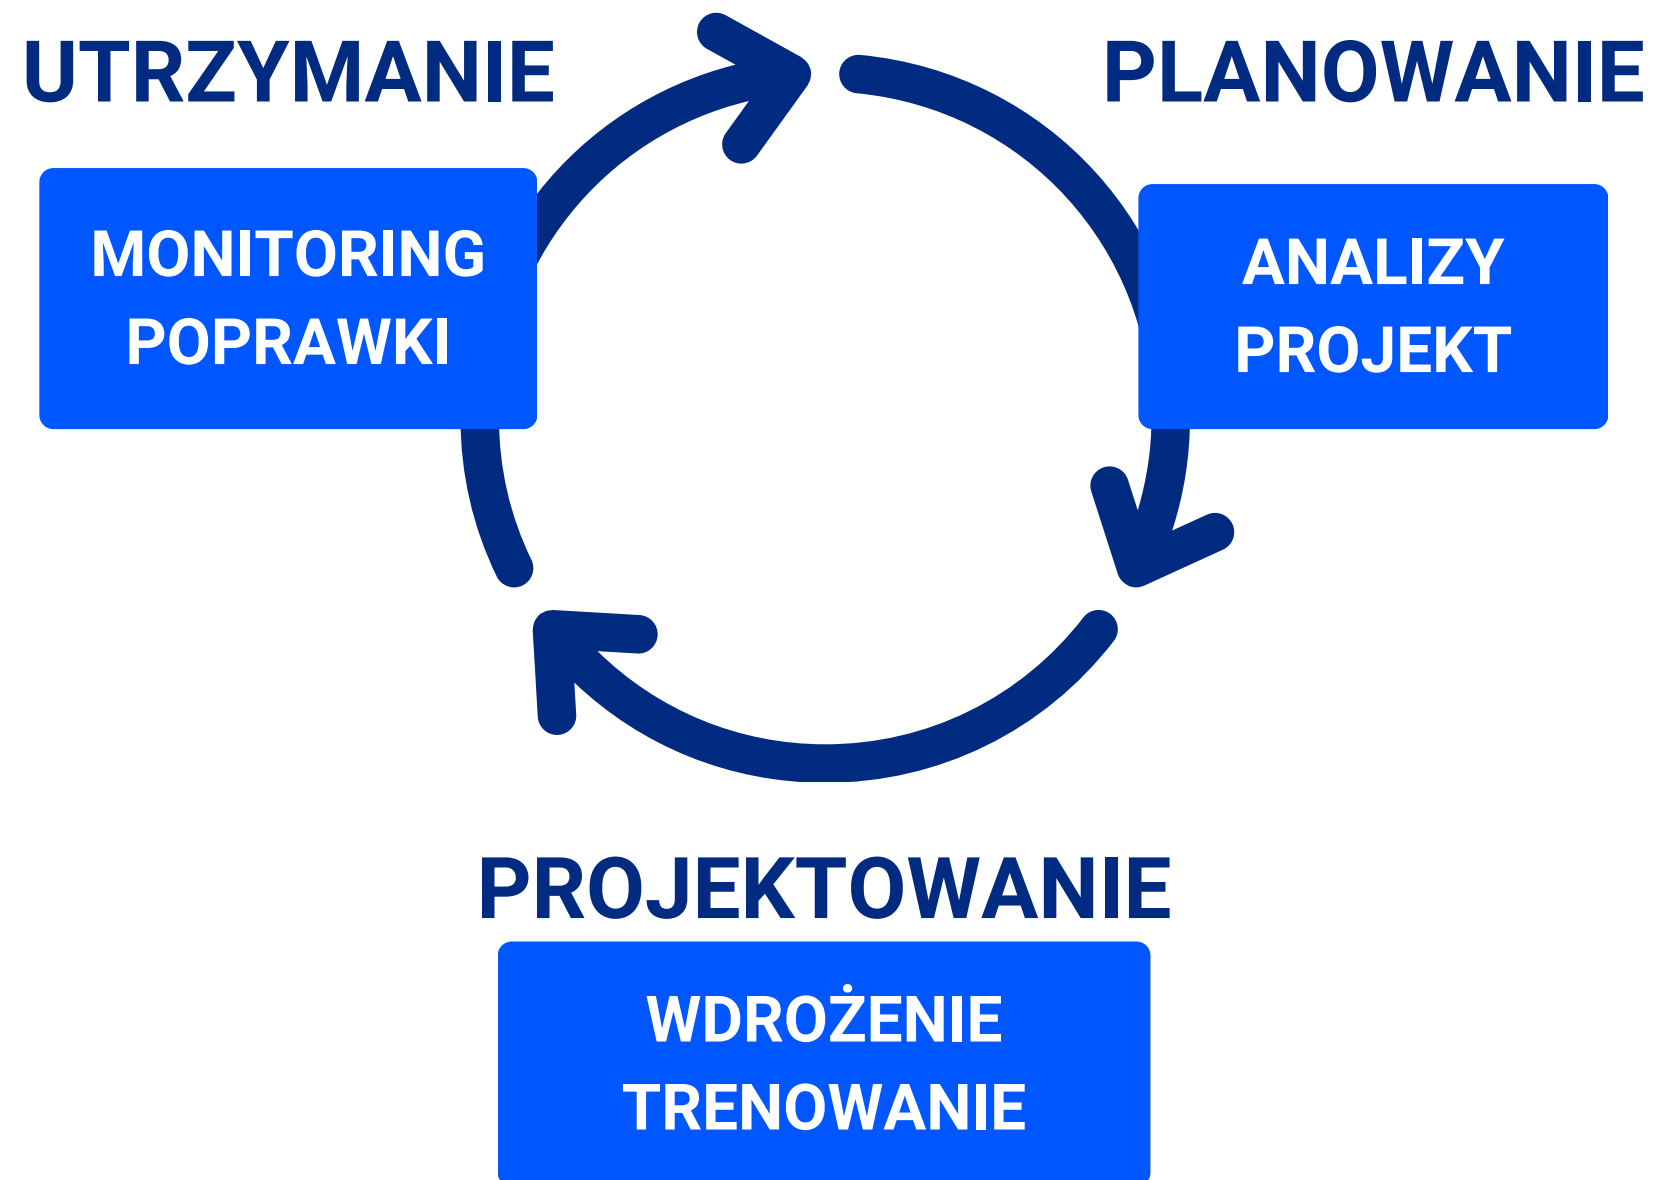 UTRZYMANIE
MONITORING
POPRAWKI
PLANOWANIE
ANALIZY
PROJEKT
PROJEKTOWANIE
WDROŻENIE
TRENOWANIE